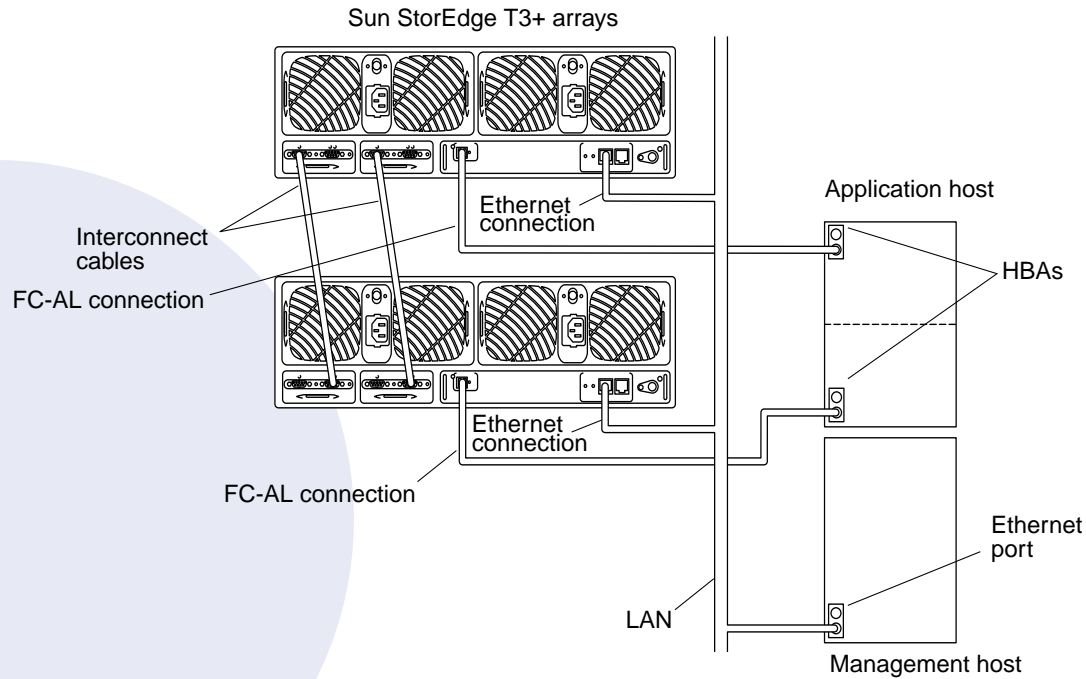 Sun StorEdge T3+ arrays
Application host
Ethernet
connection
Interconnect
cables
HBAs
FC-AL connection
Ethernet
connection
FC-AL connection
Ethernet
port
LAN
Management host